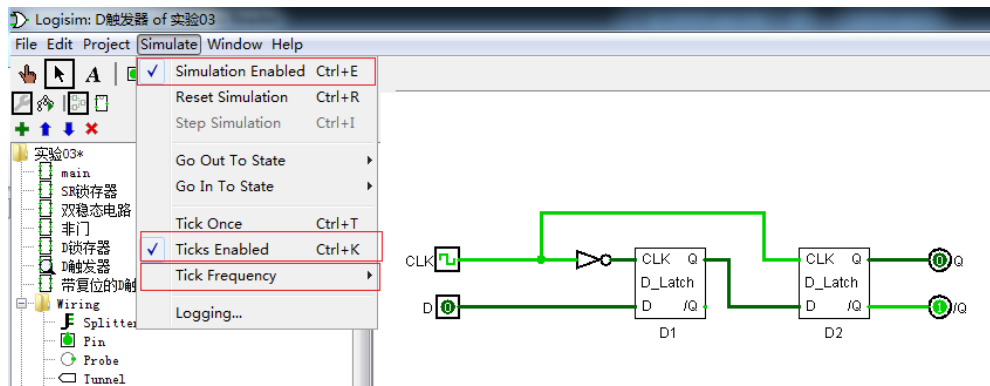 Logisim: D触发器 of 实验03
File Edit Project Simulate Window Help
A
Simulation Enabled Ctrl+E
Reset Simulation Ctrl+R
Step Simulation Ctrl+I
Go Out To State
Go In To State
Tick Once Ctrl+T
Ticks Enabled Ctrl+K
Tick Frequency
Logging...
实验03*
main
SR锁存器
双稳态电路
非门
D锁存器
D触发器
带复位的D触
Wiring
Splitter
Pin
Probe
Tunnel
CLK
D 0
CLK Q
D_Latch
D /Q
D1
CLK Q
D_Latch
D /Q
D2
0 Q
1 /Q